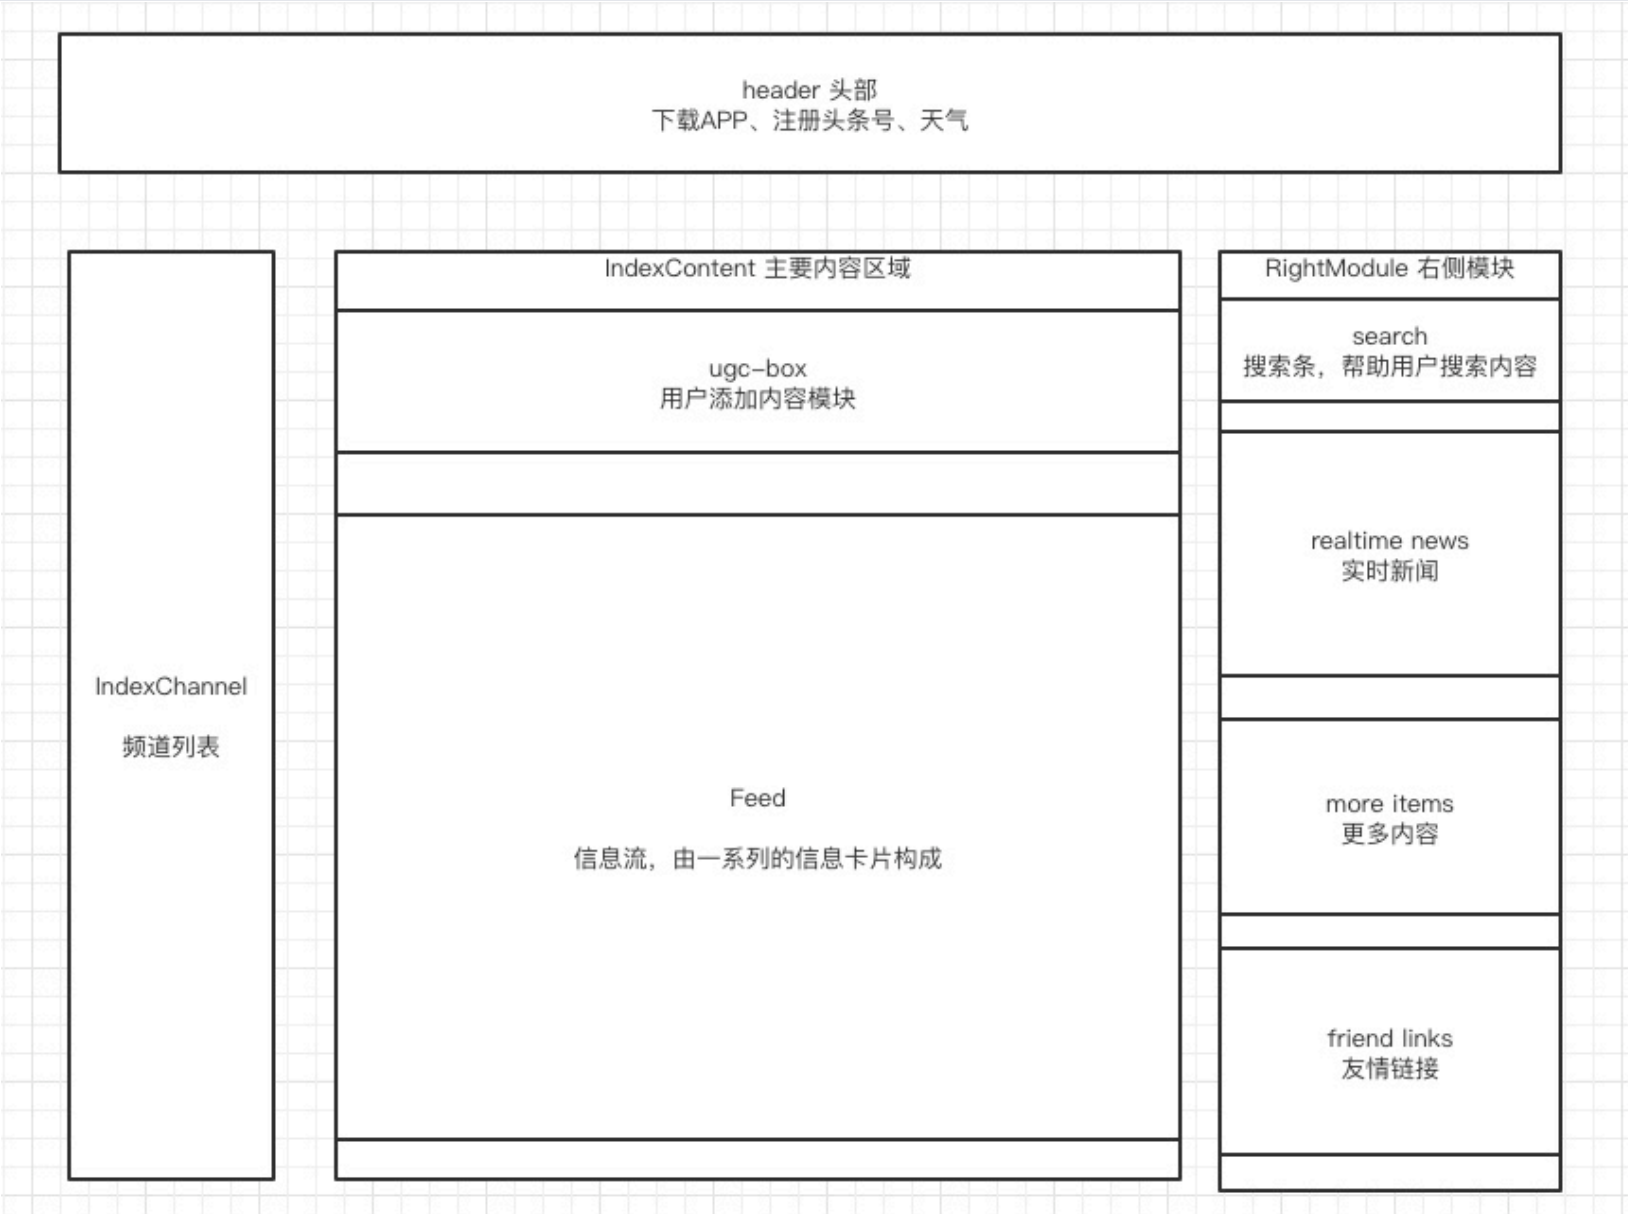 header 头部
下载APP、注册头条号、天气
IndexChannel
频道列表
IndexContent 主要内容区域
ugc-box
用户添加内容模块
Feed
信息流，由一系列的信息卡片构成
RightModule 右侧模块
search
搜索条，帮助用户搜索内容
realtime news
实时新闻
more items
更多内容
friend links
友情链接